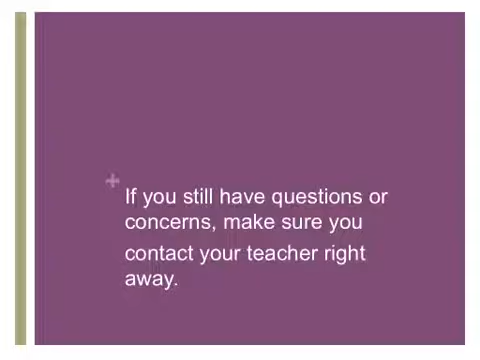 +
If you still have questions or
concerns, make sure you
contact your teacher right
away.